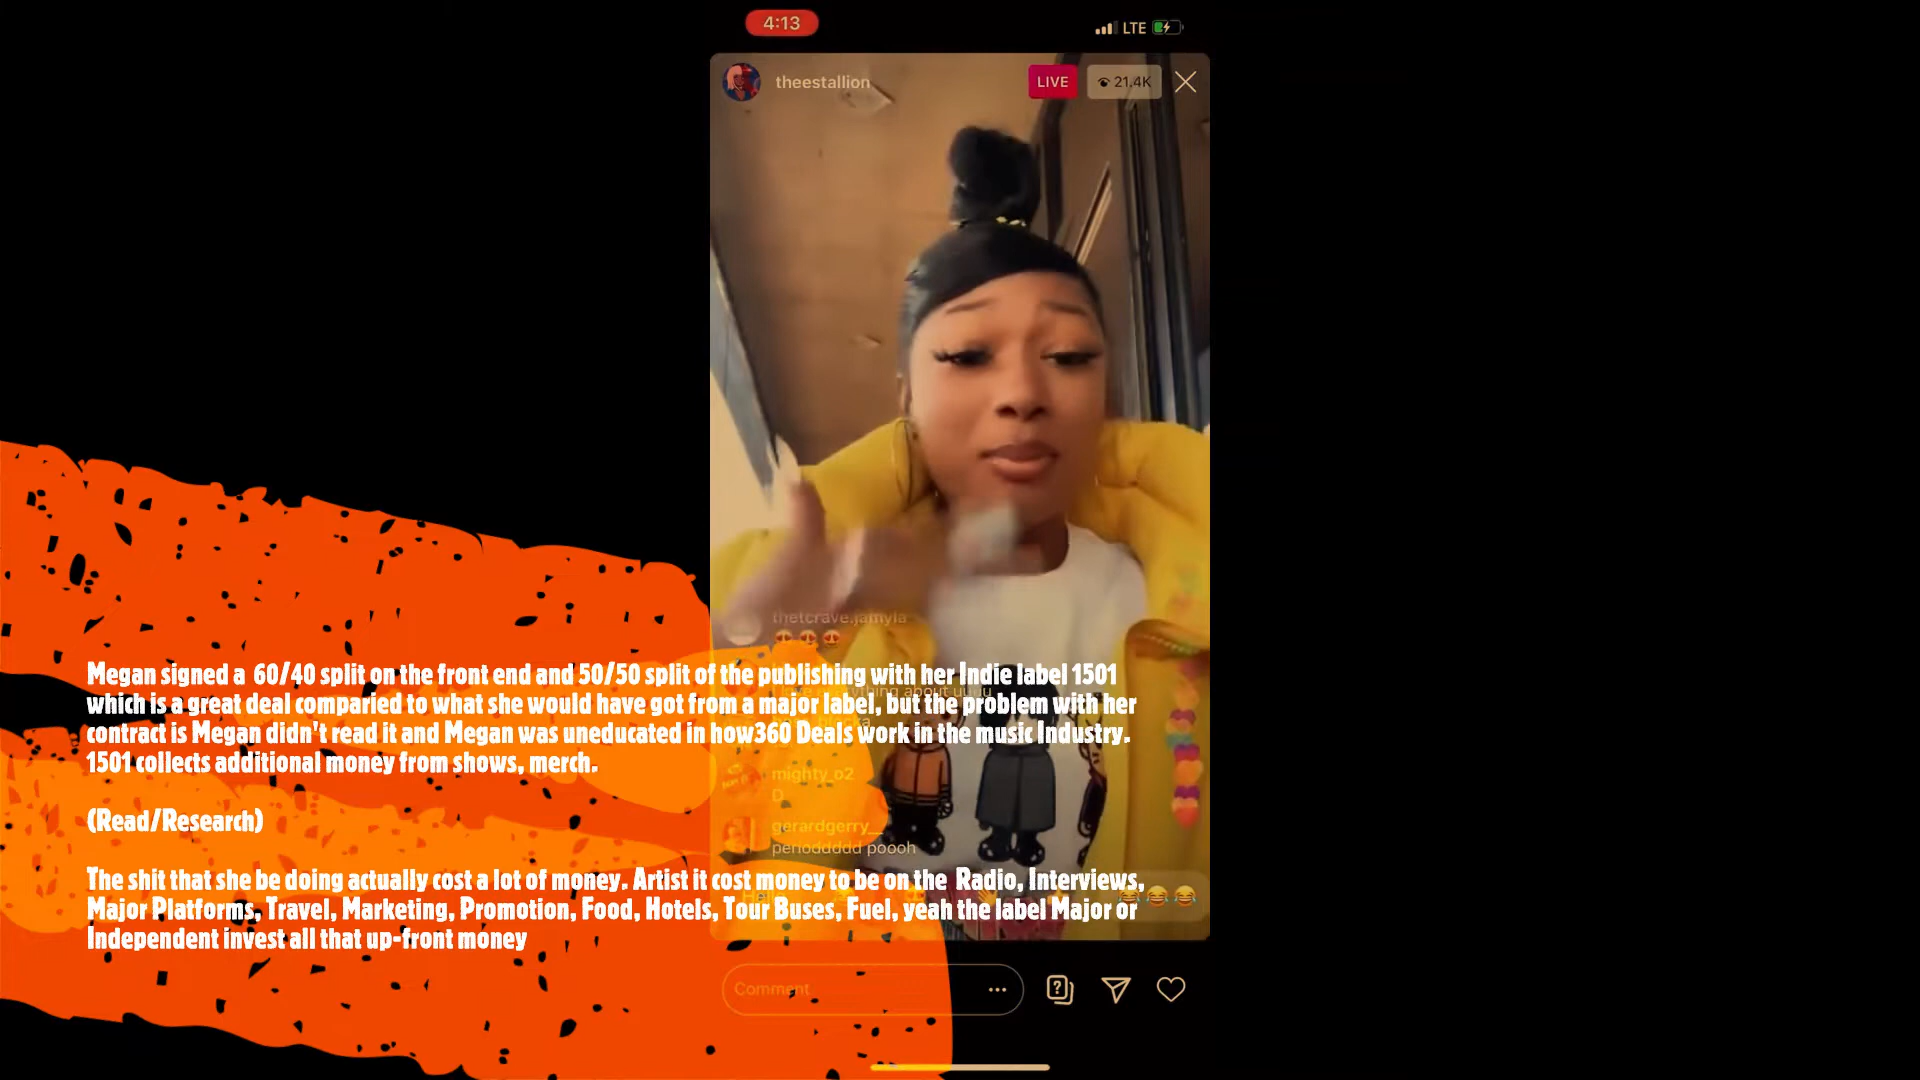 4:13
LTE
theestallion
LIVE
21.4K
thetcrave.jamyla
Megan signed a 60/40 split on the front end and 50/50 split of the publishing with her Indie label 1501
which is a great deal comparied to what she would have got from a major label, but the problem with her
contract is Megan didn't read it and Megan was uneducated in how360 Deals work in the music Industry.
1501 collects additional money from shows, merch.
about uuuu
mighty_o2
D
(Read/Research)
gerardgerry_
perioddddd poooh
The shit that she be doing actually cost a lot of money. Artist it cost money to be on the Radio, Interviews,
Major Platforms, Travel, Marketing, Promotion, Food, Hotels, Tour Buses, Fuel, yeah the label Major or
Independent invest all that up-front money
Comment